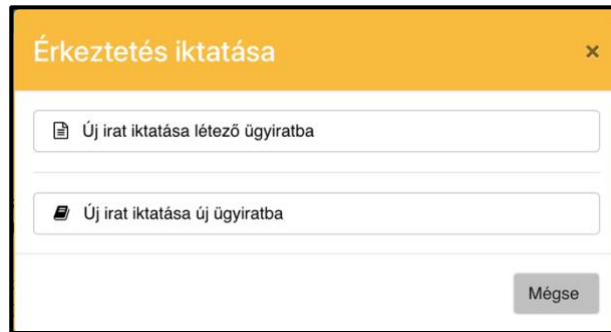 Érkeztetés iktatása
Új irat iktatása létező ügyiratba
Új irat iktatása új ügyiratba
Mégse